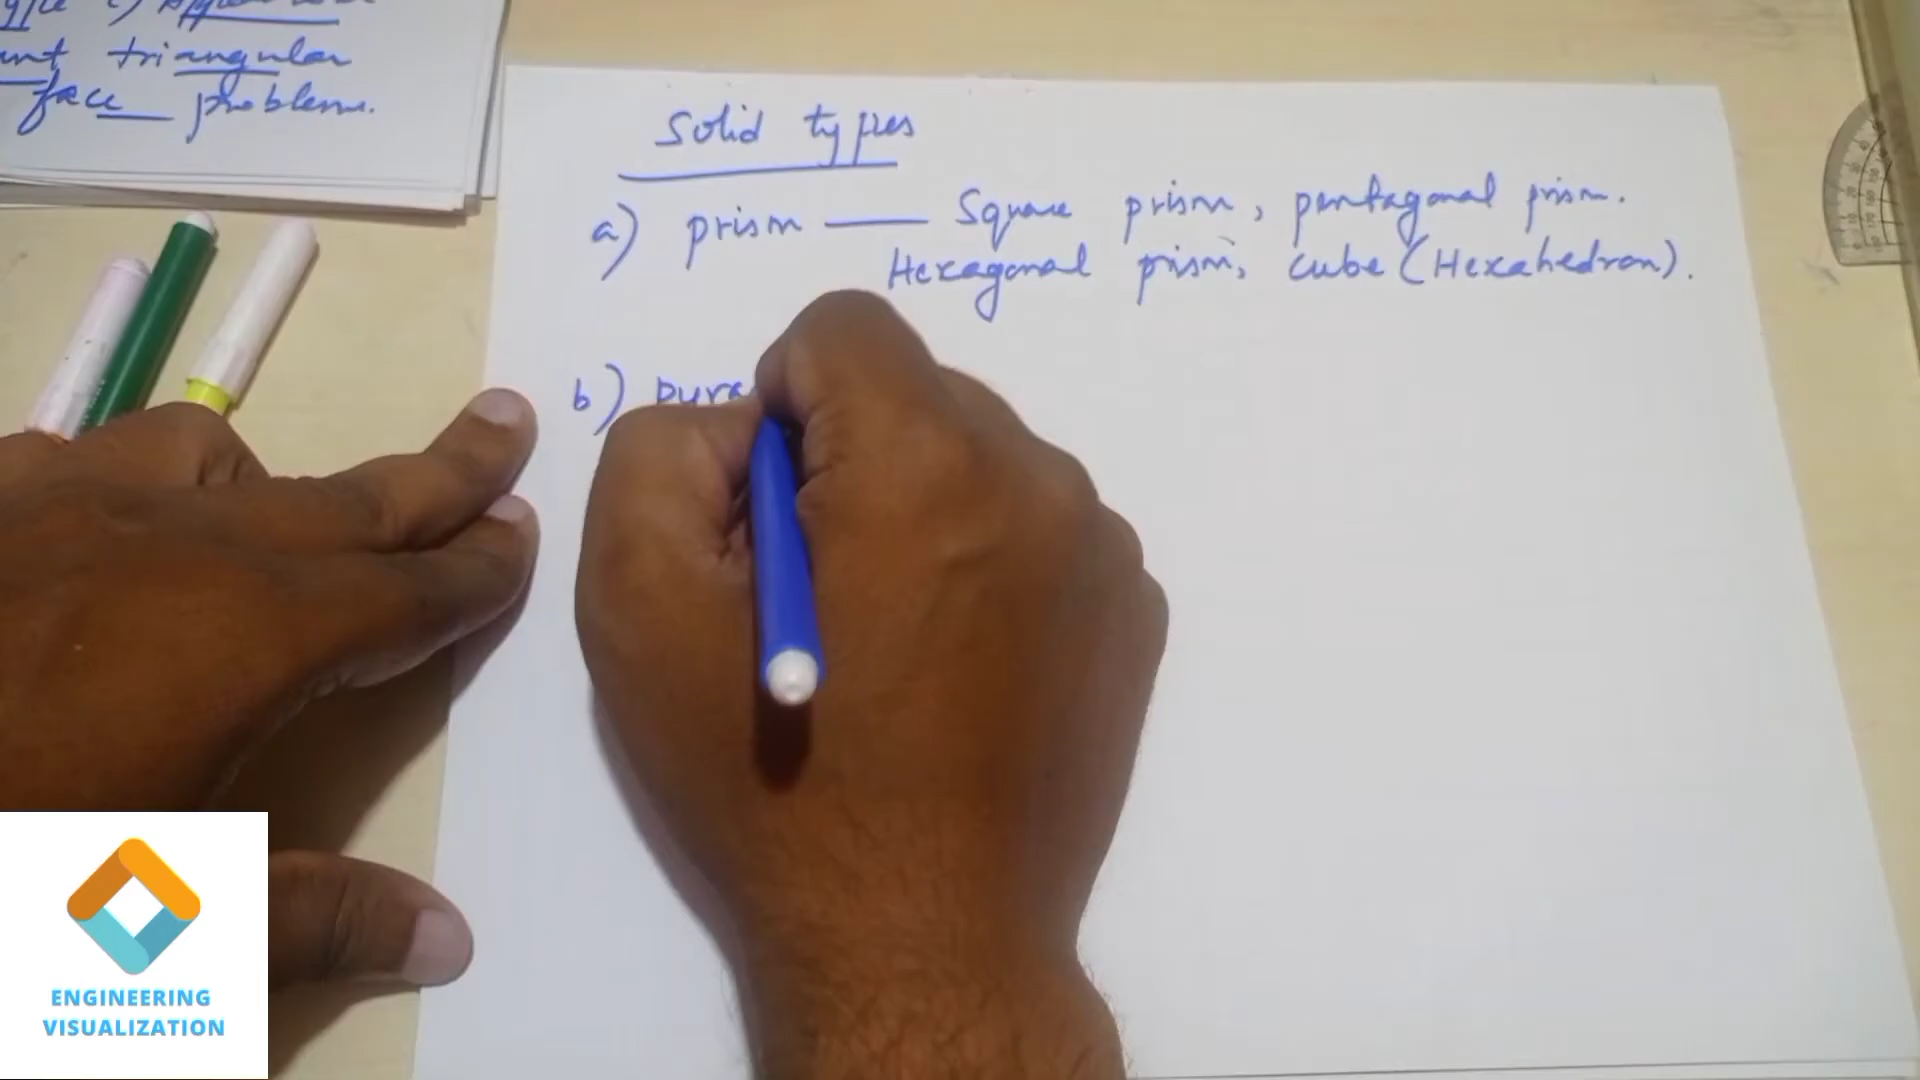 triangular
face problems.
Solid types
a) prism — Square prism, pentagonal prism.
Hexagonal prism, cube (Hexahedron).
b) pyra
ENGINEERING
VISUALIZATION